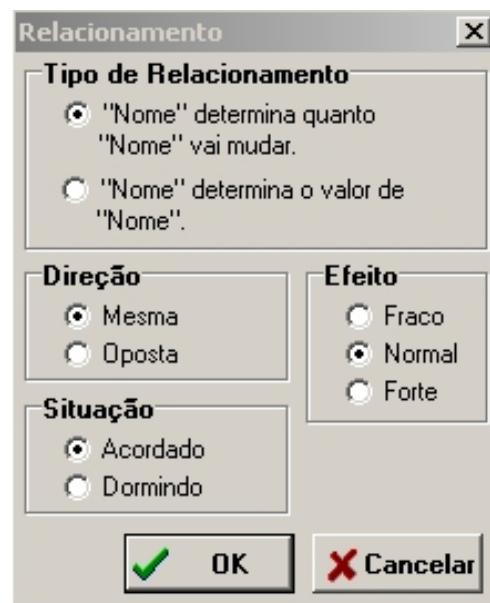 Relacionamento
Tipo de Relacionamento
"Nome" determina quanto
"Nome" vai mudar.
"Nome" determina o valor de
"Nome".
Direção
Mesma
Oposta
Efeito
Fraco
Normal
Forte
Situação
Acordado
Dormindo
OK
Cancelar